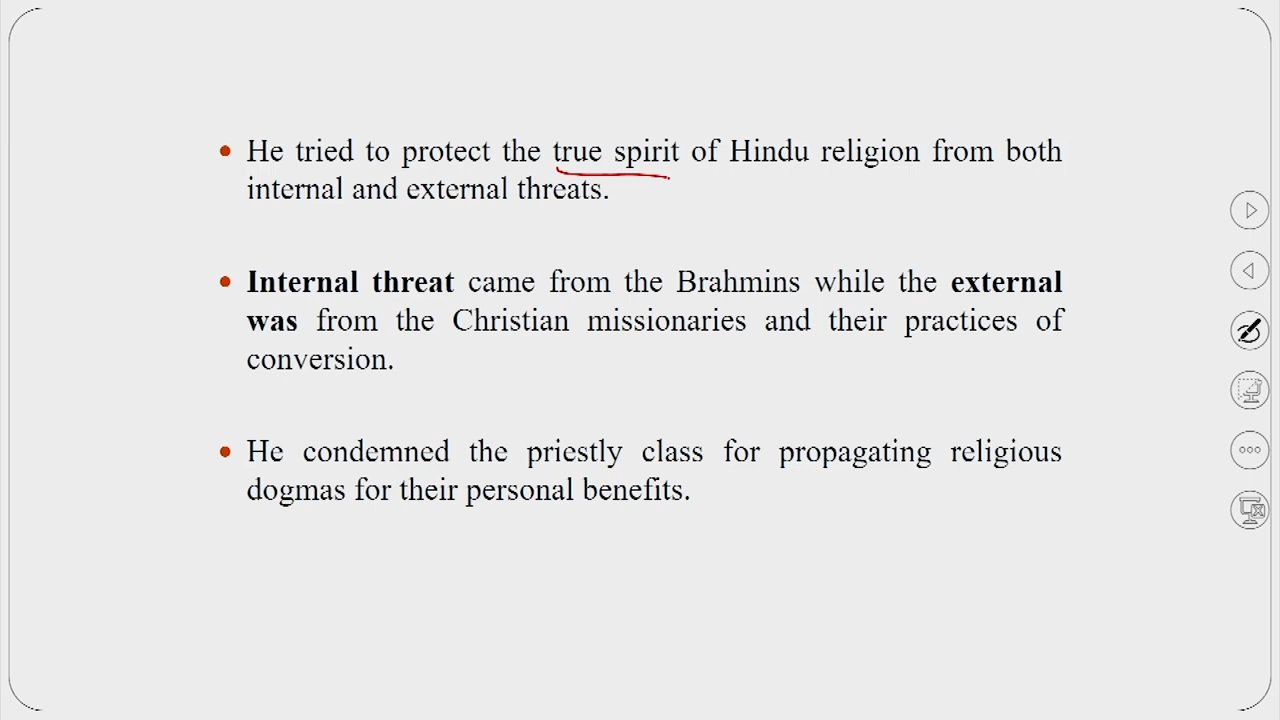 • He tried to protect the true spirit of Hindu religion from both
internal and external threats.
• Internal threat came from the Brahmins while the external
was from the Christian missionaries and their practices of
conversion.
• He condemned the priestly class for propagating religious
dogmas for their personal benefits.